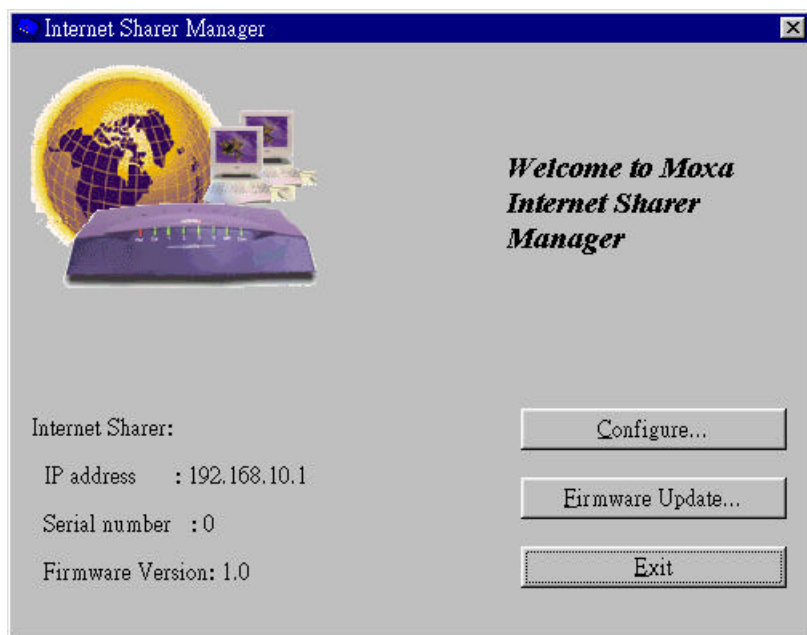 Internet Sharer Manager
Welcome to Moxa
Internet Sharer
Manager
Internet Sharer:
IP address : 192.168.10.1
Serial number : 0
Firmware Version: 1.0
Configure...
Firmware Update...
Exit